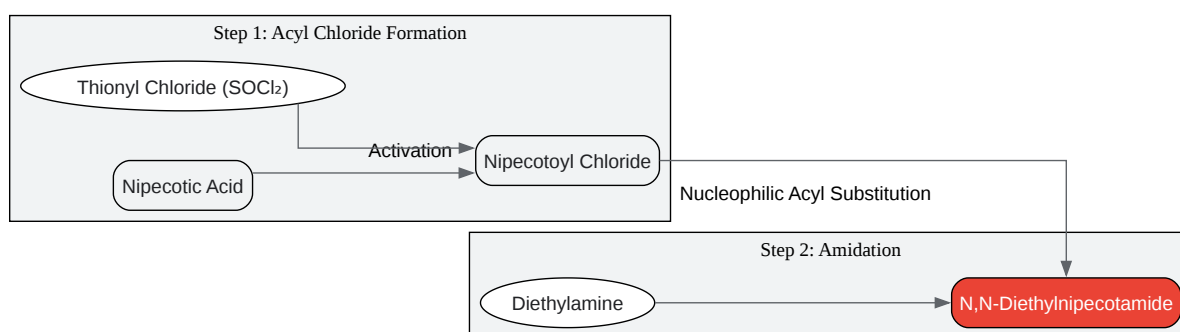 Step 1: Acyl Chloride Formation
Thionyl Chloride (SOCl₂)
Activation
Nipecotoyl Chloride
Nipecotic Acid
Nucleophilic Acyl Substitution
Step 2: Amidation
Diethylamine
N,N-Diethylnipecotamide